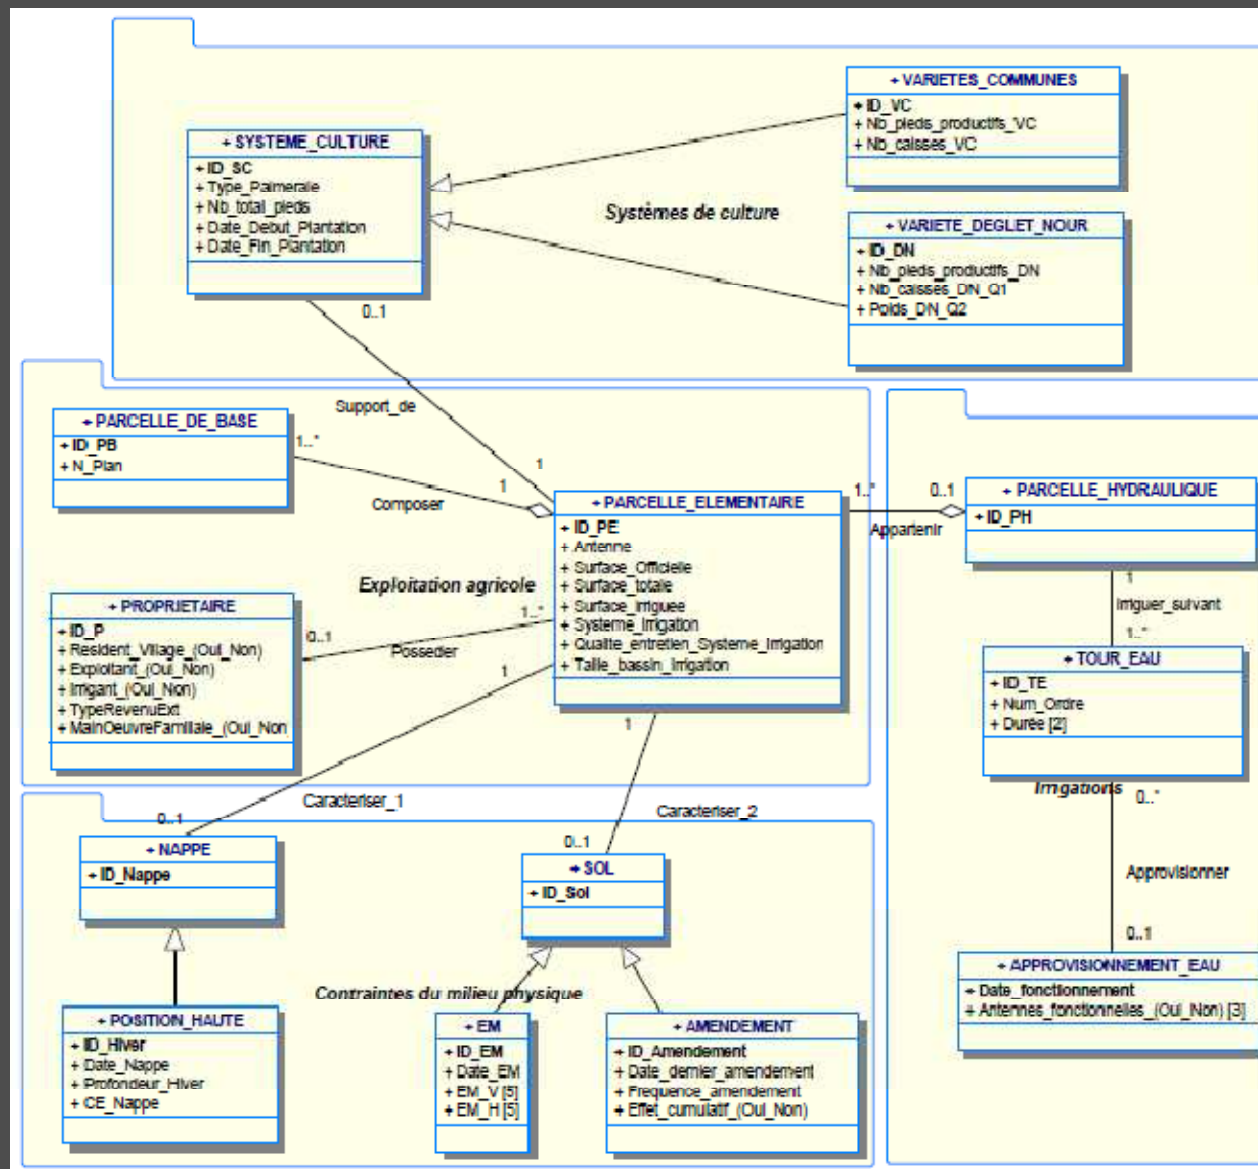 + VARIETES_COMMUNES
+ ID_VC
+ Nb_pieds_productifs_VC
+ Nb_caisses_VC
+ SYSTEME_CULTURE
+ ID_SC
+ Type_Palmeraie
+ Nb_total_pieds
+ Date_Debut_Plantation
+ Date_Fin_Plantation
Systèmes de culture
+ VARIETE_DEGLET_NOUR
+ ID_DN
+ Nb_pieds_productifs_DN
+ Nb_caisses_DN_Q1
+ Poids_DN_Q2
0..1
Support_de
1
+ PARCELLE_DE_BASE
+ ID_PB
+ N_Plan
1..*
Composer
1
+ PARCELLE_ELEMENTAIRE
+ ID_PE
+ Antenne
+ Surface_Officielle
+ Surface_totale
+ Surface_Irriguee
+ Systeme_Irrigation
+ Qualite_entretien_Systeme_Irrigation
+ Taille_bassin_Irrigation
1..*
0..1
Appartenir
+ PARCELLE_HYDRAULIQUE
+ ID_PH
Exploitation agricole
+ PROPRIETAIRE
+ ID_P
+ Resident_Village_(Oui_Non)
+ Exploitant_(Oui_Non)
+ Irrigant_(Oui_Non)
+ TypeRevenuExt
+ MainOeuvreFamiliale_(Oui_Non
0..1
Posseder
1..*
1
Irriguer_suivant
1..*
+ TOUR_EAU
+ ID_TE
+ Num_Ordre
+ Durée [2]
Irrigations
0..*
Approvisionner
0..1
+ APPROVISIONNEMENT_EAU
+ Date_fonctionnement
+ Antennes_fonctionnelles_(Oui_Non) [3]
1
Caracteriser_1
0..1
1
Caracteriser_2
0..1
+ NAPPE
+ ID_Nappe
+ SOL
+ ID_Sol
Contraintes du milieu physique
+ POSITION_HAUTE
+ ID_Hiver
+ Date_Nappe
+ Profondeur_Hiver
+ CE_Nappe
+ EM
+ ID_EM
+ Date_EM
+ EM_V [5]
+ EM_H [5]
+ AMENDEMENT
+ ID_Amendement
+ Date_dernier_amendement
+ Frequence_amendement
+ Effet_cumulatif_(Oui_Non)